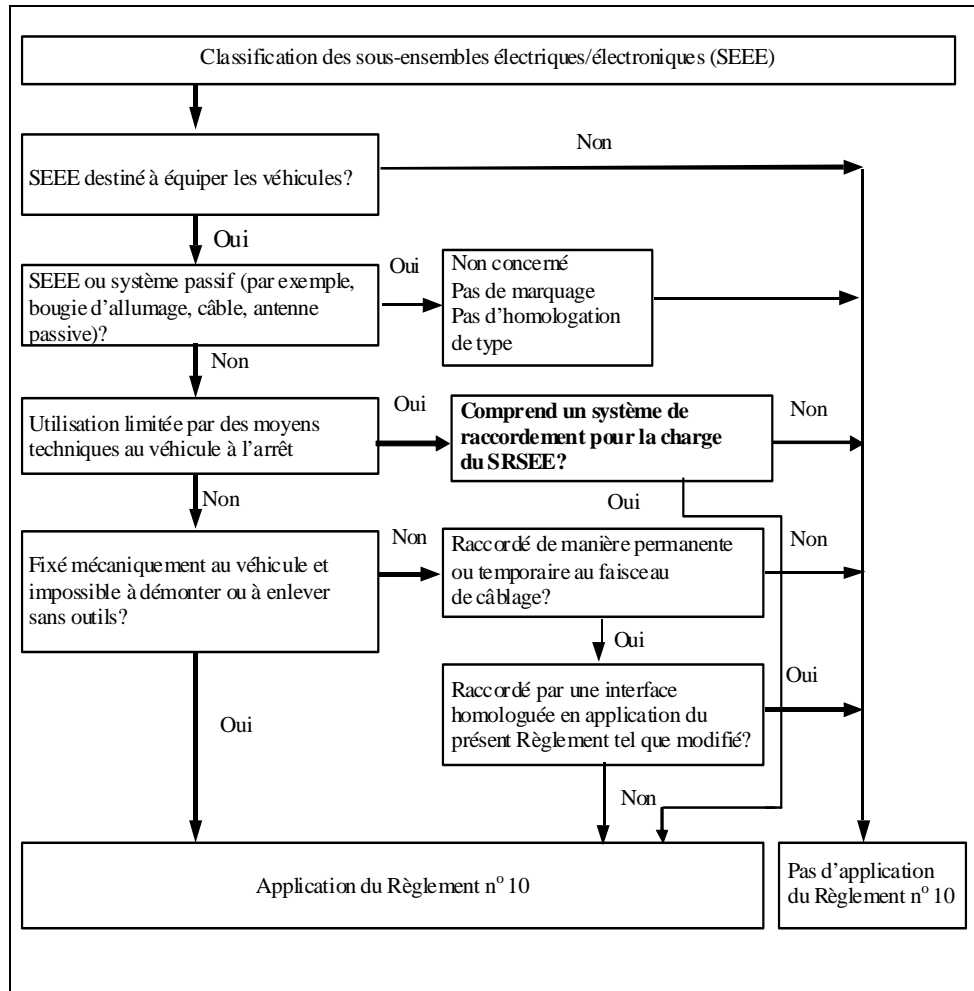 Classification des sous-ensembles électriques/électroniques (SEEE)
Non
SEEE destiné à équiper les véhicules?
Oui
SEEE ou système passif (par exemple,
bougie d'allumage, câble, antenne
passive)?
Oui
Non concerné
Pas de marquage
Pas d'homologation
de type
Non
Utilisation limitée par des moyens
techniques au véhicule à l'arrêt
Oui
Comprend un système de
raccordement pour la charge
du SRSEE?
Non
Non
Oui
Fixé mécaniquement au véhicule et
impossible à démonter ou à enlever
sans outils?
Non
Raccordé de manière permanente
ou temporaire au faisceau
de câblage?
Non
Oui
Oui
Raccordé par une interface
homologuée en application du
présent Règlement tel que modifié?
Oui
Non
Application du Règlement nº 10
Pas d'application
du Règlement nº 10